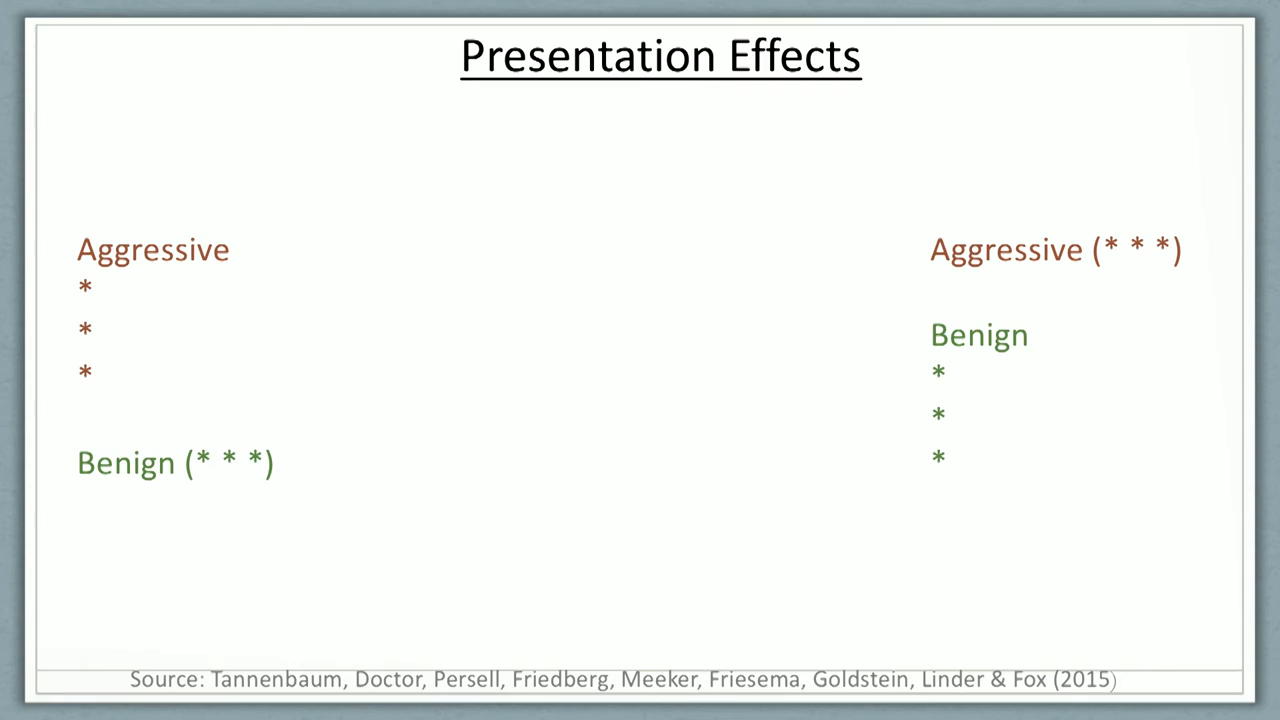 Presentation Effects
Aggressive
*
*
*
Benign (* * *)
Aggressive (* * *)
Benign
*
*
*
Source: Tannenbaum, Doctor, Persell, Friedberg, Meeker, Friesema, Goldstein, Linder & Fox (2015)